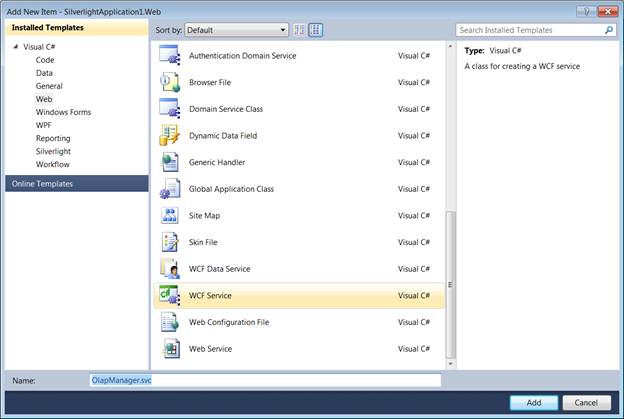 Add New Item - SilverlightApplication1.Web
Installed Templates
Visual C#
Code
Data
General
Web
Windows Forms
WPF
Reporting
Silverlight
Workflow
Online Templates
Sort by: Default
Authentication Domain Service Visual C#
Browser File Visual C#
Domain Service Class Visual C#
Dynamic Data Field Visual C#
Generic Handler Visual C#
Global Application Class Visual C#
Site Map Visual C#
Skin File Visual C#
WCF Data Service Visual C#
WCF Service Visual C#
Web Configuration File Visual C#
Web Service Visual C#
Search Installed Templates
Type: Visual C#
A class for creating a WCF service
Name: OlapManager.svc
Add Cancel